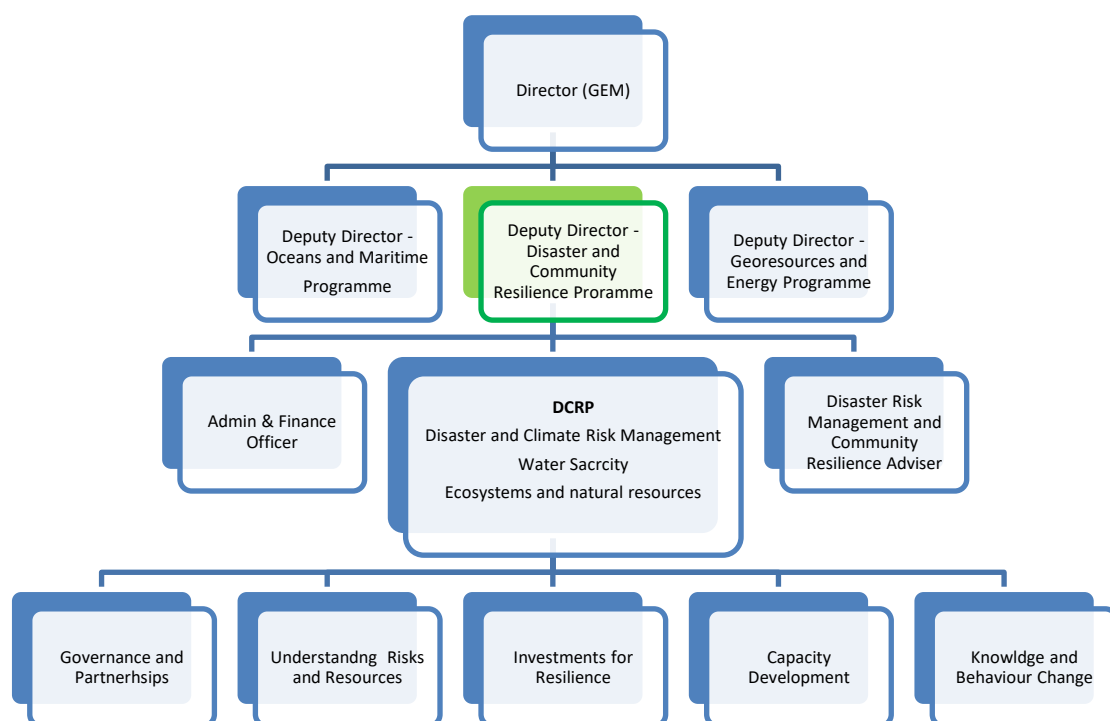 Director (GEM)
Deputy Director -
Oceans and Maritime
Programme
Deputy Director -
Disaster and
Community
Resilience Proramme
Deputy Director -
Georesources and
Energy Programme
Admin & Finance
Officer
DCRP
Disaster and Climate Risk Management
Water Sacrcity
Ecosystems and natural resources
Disaster Risk
Management and
Community
Resilience Adviser
Governance and
Partnerhsips
Understandng Risks
and Resources
Investments for
Resilience
Capacity
Development
Knowldge and
Behaviour Change